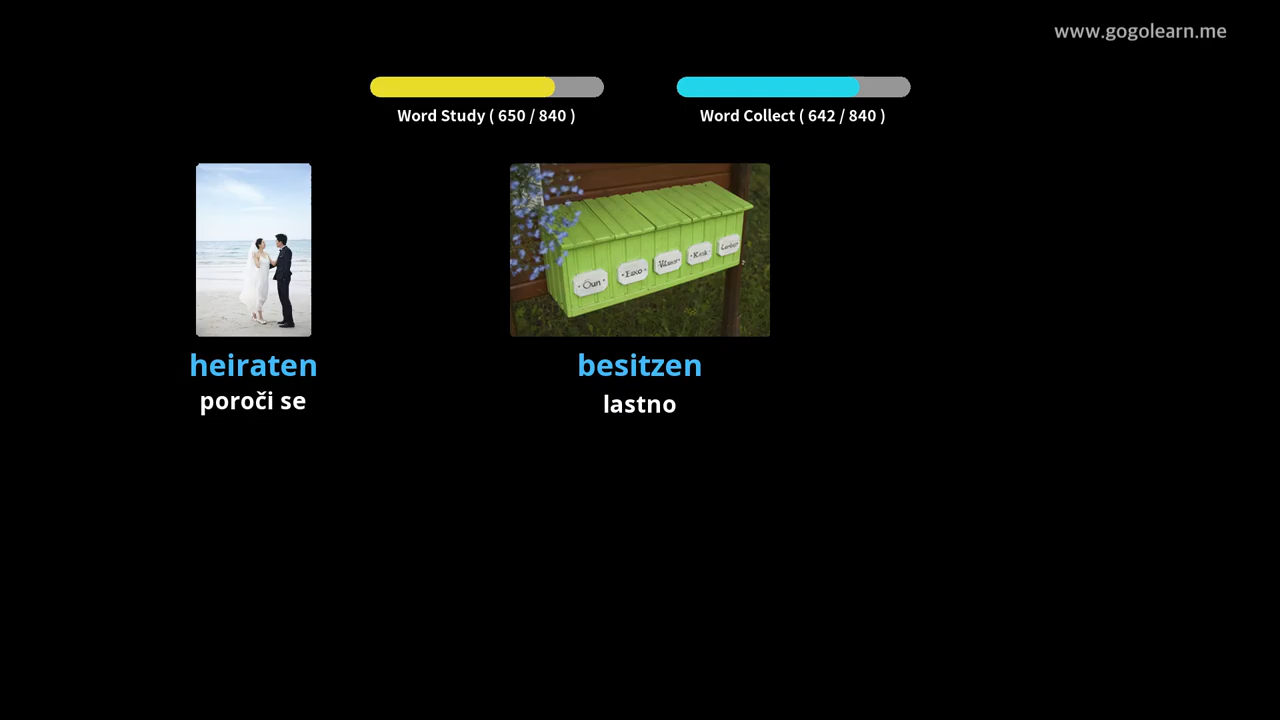 www.gogolearn.me
Word Study ( 650 / 840 )
Word Collect ( 642 / 840 )
heiraten
poroči se
besitzen
lastno